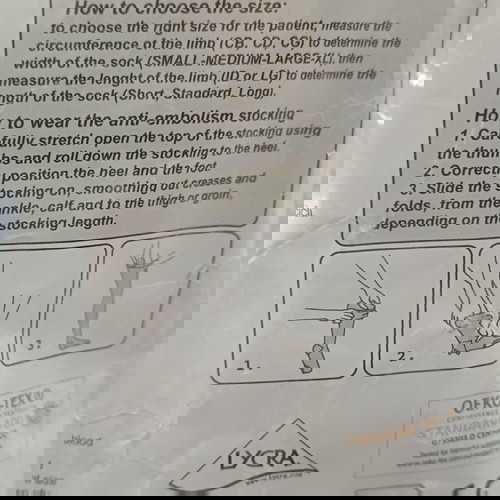 How to choose the size:
to choose the right size for the patient, measure the
circumference of the limb (CB, CD, CG) to determine the
width of the sock (SMALL-MEDIUM-LARGE-XL), then
measure the lenght of the limb (ID or LG) to determine the
length of the sock (Short, Standard, Long).
How to wear the anti-embolism stocking
1. Carefully stretch open the top of the stocking using
the thumbs and roll down the stocking to the heel.
2. Correctly position the heel and the foot
3. Slide the stocking on, smoothing out creases and
folds, from the ankle, calf and to the thigh or groin,
depending on the stocking length.
1.
2.
3.
OEKO-TEX®
STANDARD
LYCRA